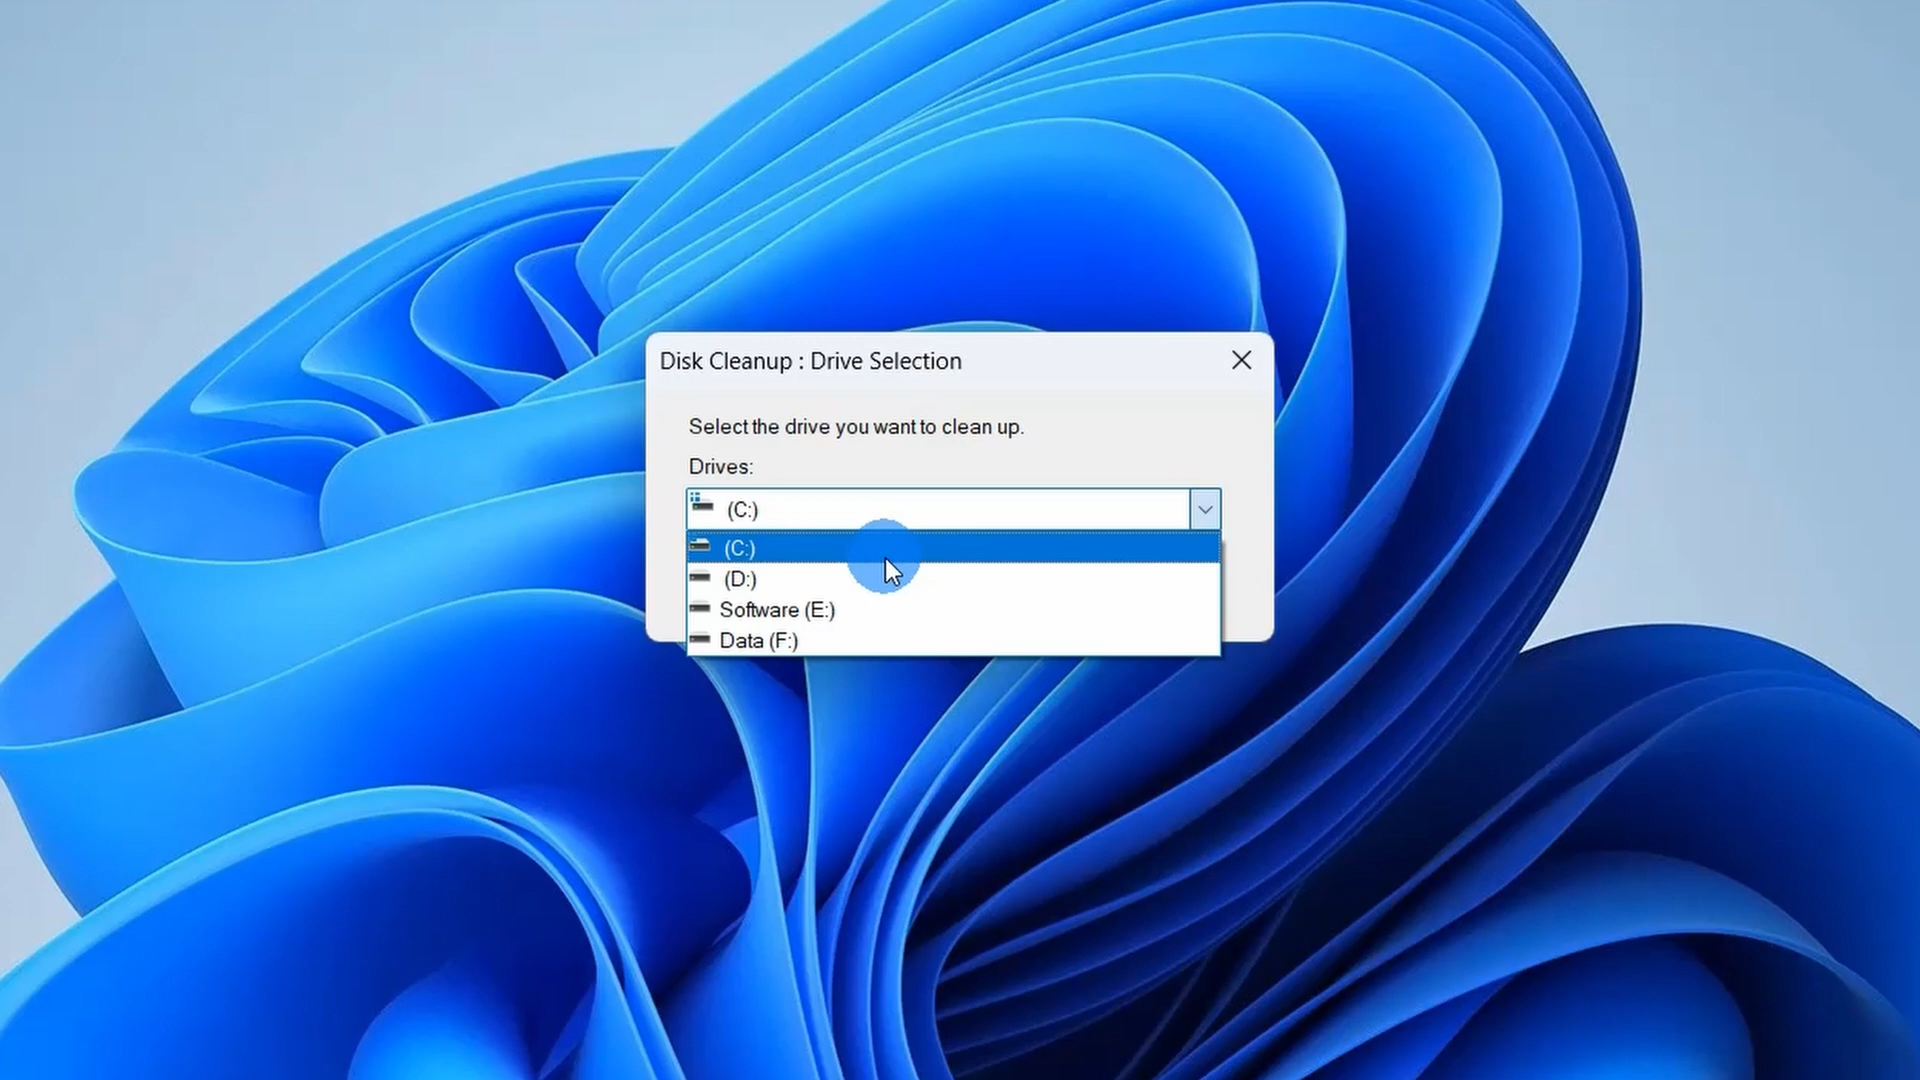 Disk Cleanup : Drive Selection
Select the drive you want to clean up.
Drives:
(C:)
(C:)
(D:)
Software (E:)
Data (F:)